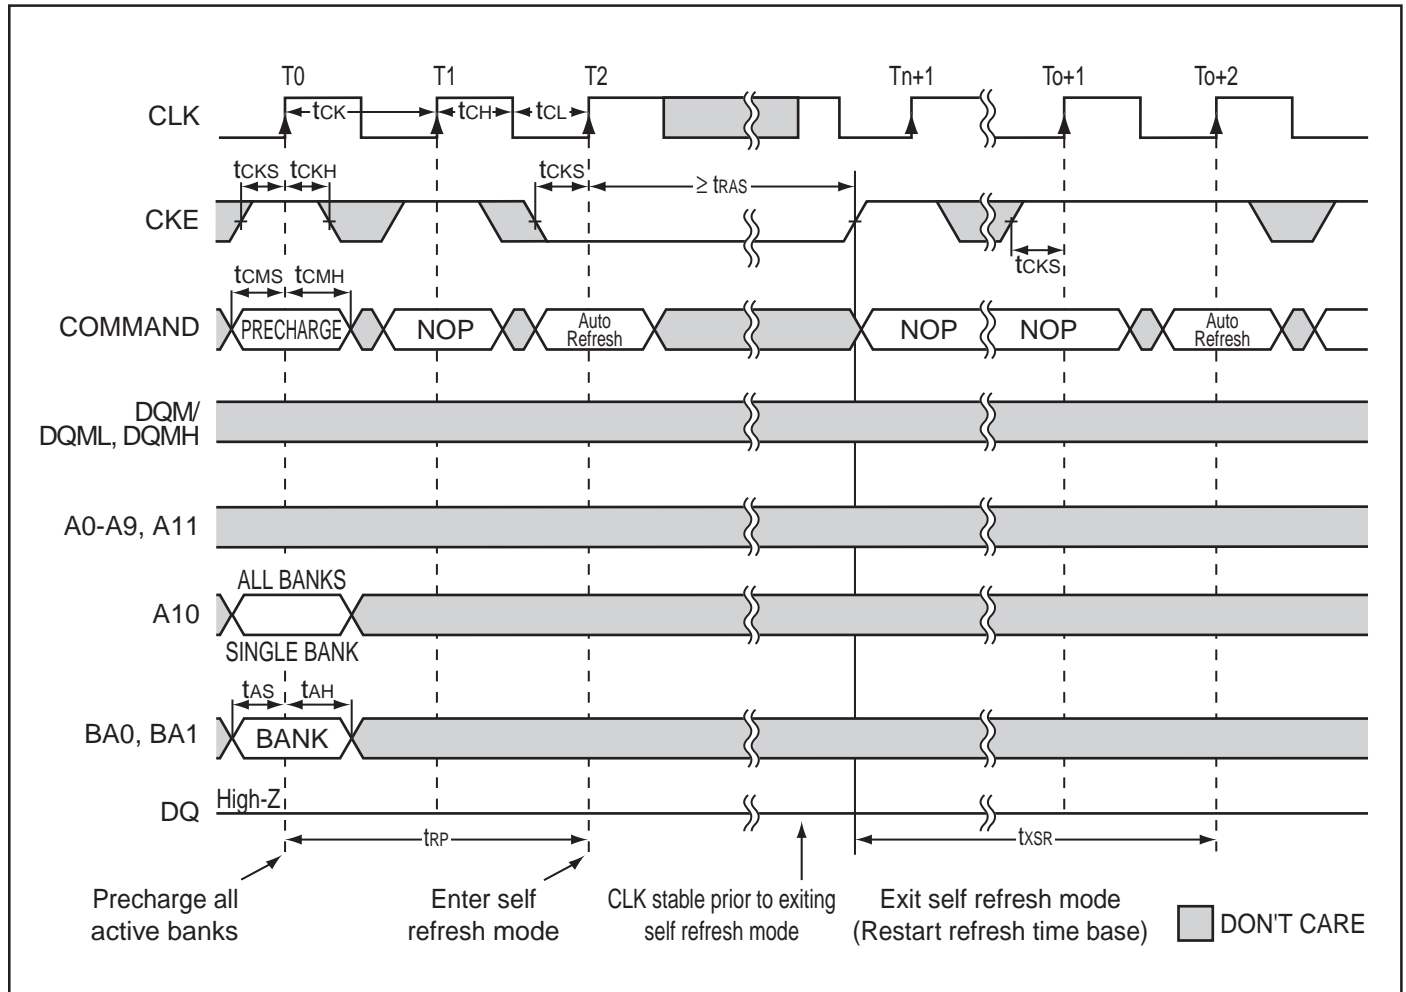 T0 T1 T2 Tn+1 To+1 To+2
CLK tCK tCH tCL
tCKS tCKH tCKS ≥ tRAS
CKE
tCKS
tCMS tCMH
COMMAND PRECHARGE NOP Auto Refresh NOP NOP Auto Refresh
DQM/
DQML, DQMH
A0-A9, A11
ALL BANKS
A10
SINGLE BANK
tAS tAH
BA0, BA1 BANK
DQ High-Z
tRP tXSR
Precharge all
active banks
Enter self
refresh mode
CLK stable prior to exiting
self refresh mode
Exit self refresh mode
(Restart refresh time base)
DON'T CARE